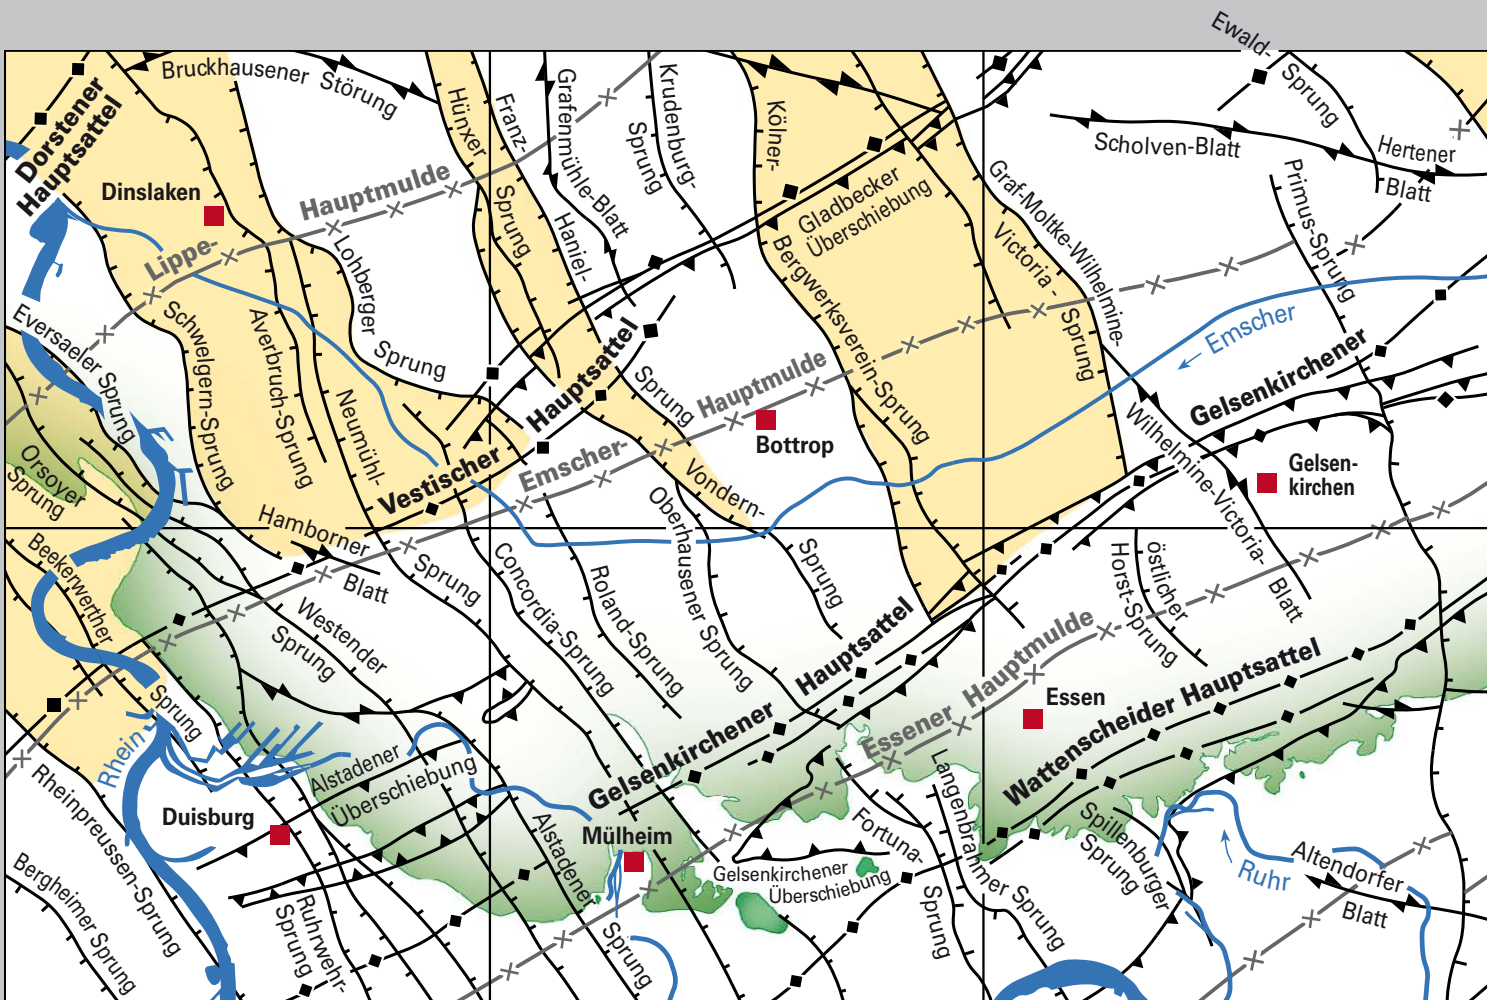 Ewald-
Sprung
Bruckhausener Störung
Dorstener
Hauptsattel
Dinslaken
Hünxer
Sprung
Franz-
Haniel-
Sprung
Grafenmühle-Blatt
Krudenburg-
Sprung
Kölner-
Bergwerksverein-Sprung
Gladbecker
Überschiebung
Graf-Moltke-Wilhelmine-
Victoria-
Sprung
Scholven-Blatt
Hertener
Blatt
Primus-Sprung
Lippe-
Hauptmulde
Lohberger
Sprung
Eversaeler Sprung
Schwelgern-Sprung
Averbruch-Sprung
Neumühl-
Sprung
Orsoyer
Sprung
Vestischer
Hauptsattel
Emscher-
Hauptmulde
Bottrop
Emscher
Gelsenkirchener
Hauptsattel
Gelsen-
kirchen
Wilhelmine-Victoria-
Blatt
Vondern-
Sprung
Oberhausener Sprung
Hamborner
Blatt
Beekerwerther
Sprung
Westender
Sprung
Concordia-Sprung
Roland-Sprung
östlicher
Horst-Sprung
Essener Hauptmulde
Essen
Wattenscheider Hauptsattel
Gelsenkirchener
Rhein
Rheinpreussen-Sprung
Bergheimer Sprung
Duisburg
Alstadener
Überschiebung
Alstadener
Sprung
Ruhrwehr-
Sprung
Mülheim
Gelsenkirchener
Überschiebung
Fortuna-
Sprung
Langenbrahmer Sprung
Spillenburger
Sprung
Ruhr
Altendorfer
Blatt